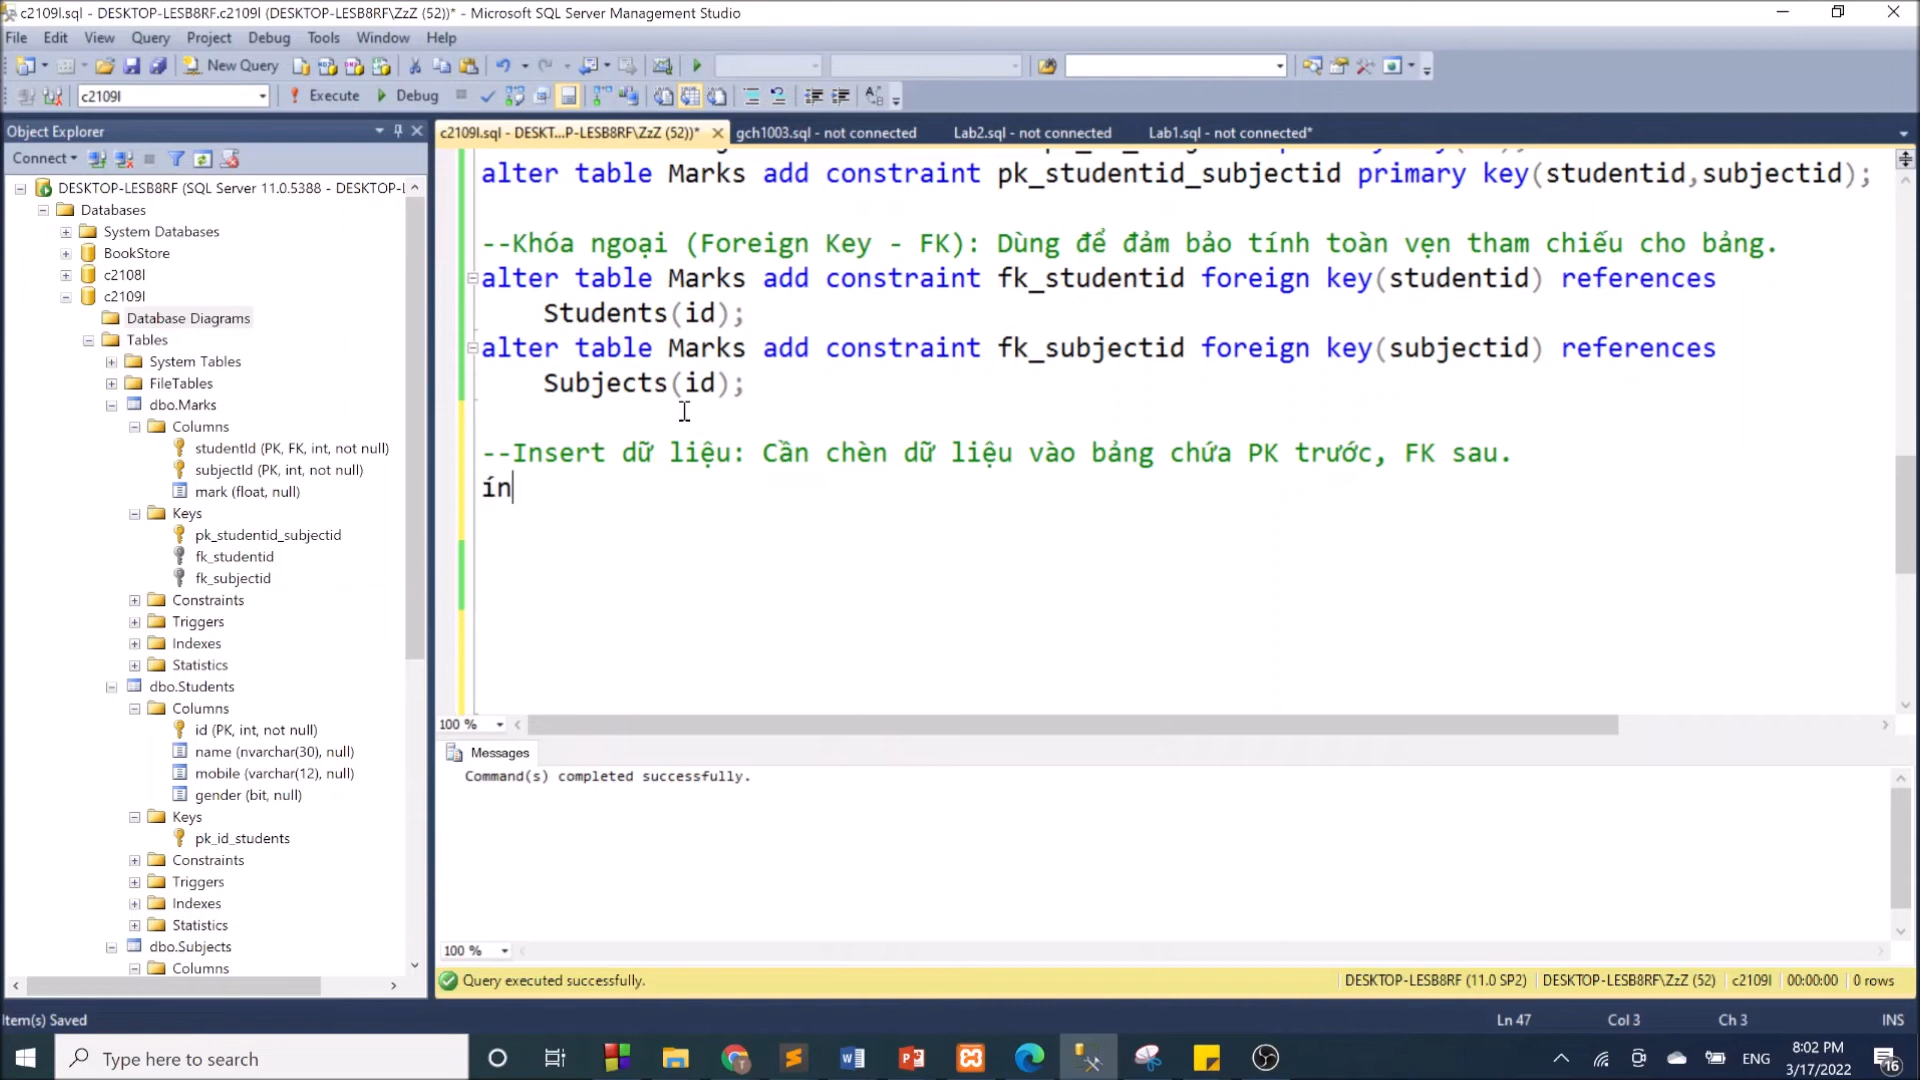 c2109l.sql - DESKTOP-LESB8RF.c2109l (DESKTOP-LESB8RF\ZzZ (52))* - Microsoft SQL Server Management Studio
File Edit View Query Project Debug Tools Window Help
New Query
c2109l Execute Debug
Object Explorer
Connect
DESKTOP-LESB8RF (SQL Server 11.0.5388 - DESKTOP-L
Databases
System Databases
BookStore
c2108l
c2109l
Database Diagrams
Tables
System Tables
FileTables
dbo.Marks
Columns
studentId (PK, FK, int, not null)
subjectId (PK, int, not null)
mark (float, null)
Keys
pk_studentid_subjectid
fk_studentid
fk_subjectid
Constraints
Triggers
Indexes
Statistics
dbo.Students
Columns
id (PK, int, not null)
name (nvarchar(30), null)
mobile (varchar(12), null)
gender (bit, null)
Keys
pk_id_students
Constraints
Triggers
Indexes
Statistics
dbo.Subjects
Columns
c2109l.sql - DESKT...P-LESB8RF\ZzZ (52))* gch1003.sql - not connected Lab2.sql - not connected Lab1.sql - not connected*
alter table Marks add constraint pk_studentid_subjectid primary key(studentid,subjectid);
--Khóa ngoại (Foreign Key - FK): Dùng để đảm bảo tính toàn vẹn tham chiếu cho bảng.
alter table Marks add constraint fk_studentid foreign key(studentid) references
Students(id);
alter table Marks add constraint fk_subjectid foreign key(subjectid) references
Subjects(id);
--Insert dữ liệu: Cần chèn dữ liệu vào bảng chứa PK trước, FK sau.
ín
100 %
Messages
Command(s) completed successfully.
100 %
Query executed successfully. DESKTOP-LESB8RF (11.0 SP2) DESKTOP-LESB8RF\ZzZ (52) c2109l 00:00:00 0 rows
Item(s) Saved Ln 47 Col 3 Ch 3 INS
Type here to search
ENG
8:02 PM
3/17/2022
16